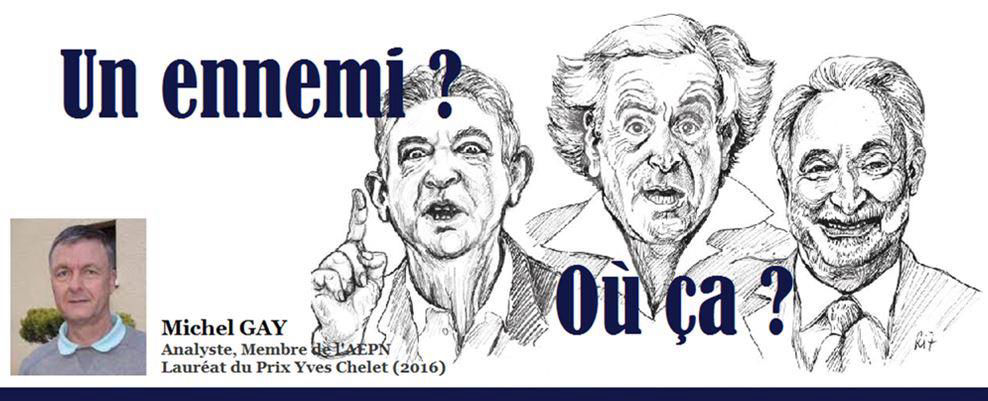 Un ennemi ?
Où ça ?
Michel GAY
Analyste, Membre de l'AEPN
Lauréat du Prix Yves Chelet (2016)